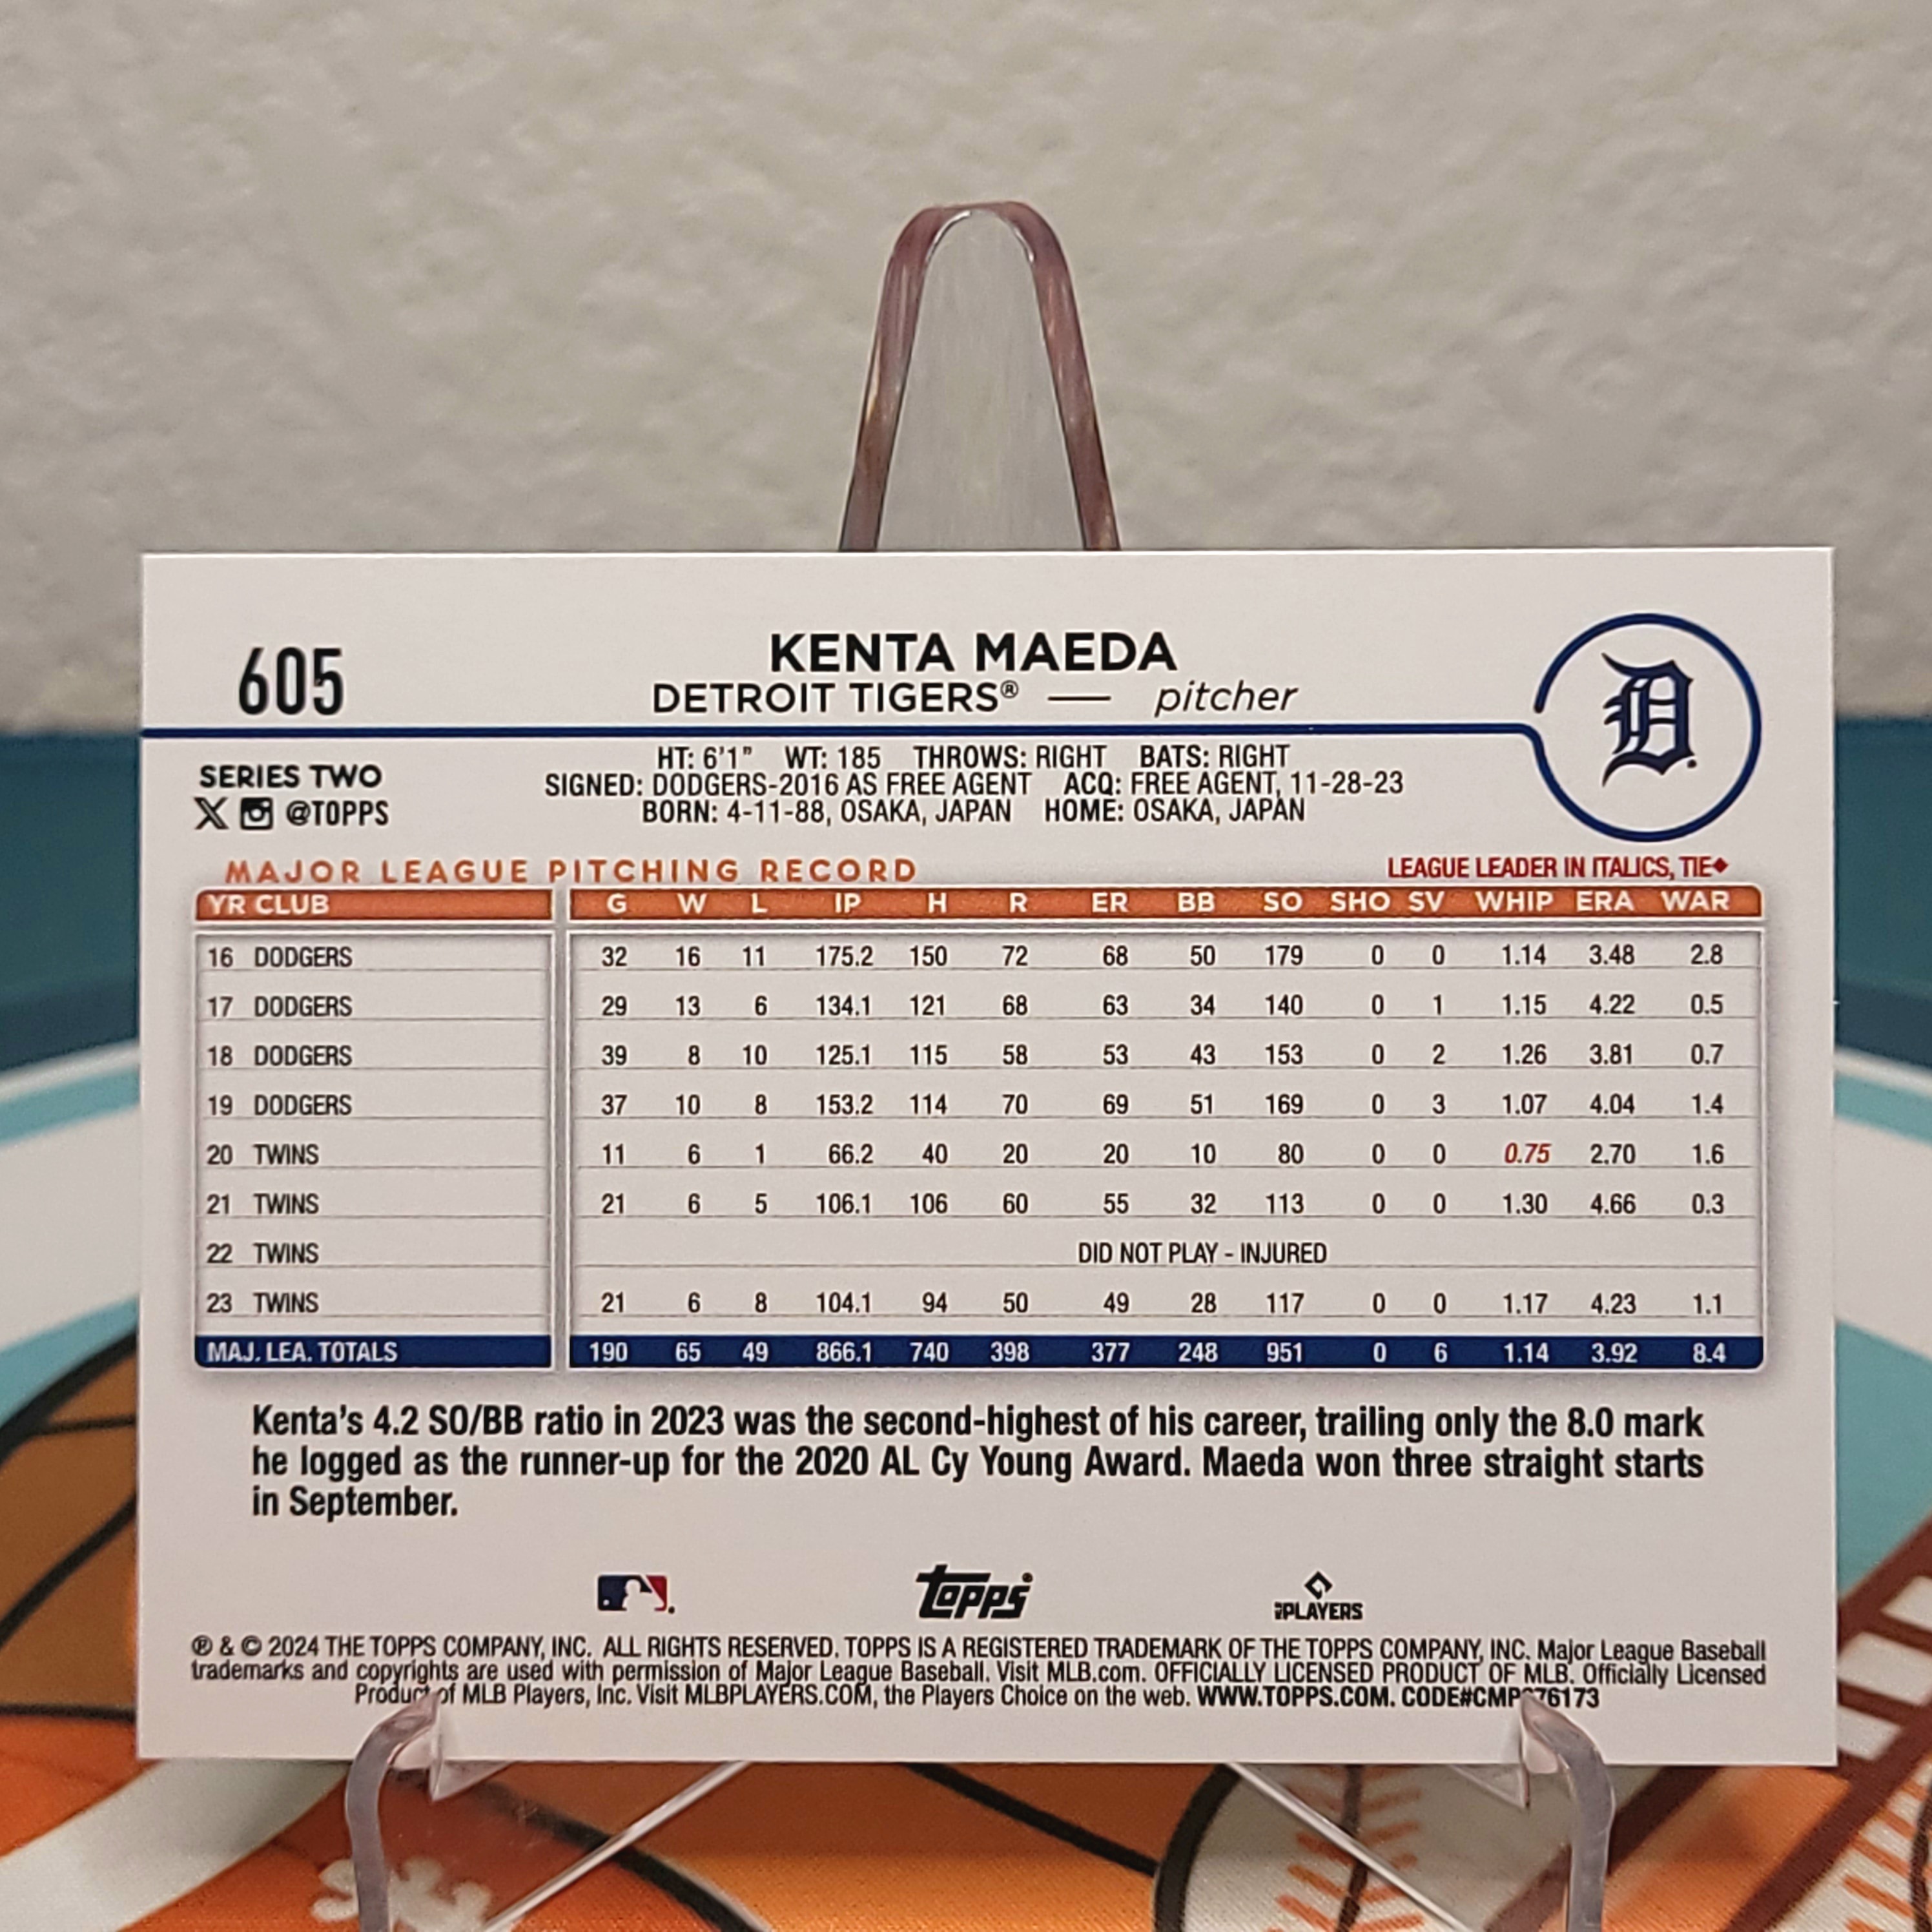 605
KENTA MAEDA
DETROIT TIGERS® — pitcher
D
SERIES TWO
X @TOPPS
HT: 6'1" WT: 185 THROWS: RIGHT BATS: RIGHT
SIGNED: DODGERS-2016 AS FREE AGENT ACQ: FREE AGENT, 11-28-23
BORN: 4-11-88, OSAKA, JAPAN HOME: OSAKA, JAPAN
MAJOR LEAGUE PITCHING RECORD LEAGUE LEADER IN ITALICS, TIE◆
YR CLUB G W L IP H R ER BB SO SHO SV WHIP ERA WAR
16 DODGERS 32 16 11 175.2 150 72 68 50 179 0 0 1.14 3.48 2.8
17 DODGERS 29 13 6 134.1 121 68 63 34 140 0 1 1.15 4.22 0.5
18 DODGERS 39 8 10 125.1 115 58 53 43 153 0 2 1.26 3.81 0.7
19 DODGERS 37 10 8 153.2 114 70 69 51 169 0 3 1.07 4.04 1.4
20 TWINS 11 6 1 66.2 40 20 20 10 80 0 0 0.75 2.70 1.6
21 TWINS 21 6 5 106.1 106 60 55 32 113 0 0 1.30 4.66 0.3
22 TWINS DID NOT PLAY - INJURED
23 TWINS 21 6 8 104.1 94 50 49 28 117 0 0 1.17 4.23 1.1
MAJ. LEA. TOTALS 190 65 49 866.1 740 398 377 248 951 0 6 1.14 3.92 8.4
Kenta's 4.2 SO/BB ratio in 2023 was the second-highest of his career, trailing only the 8.0 mark
he logged as the runner-up for the 2020 AL Cy Young Award. Maeda won three straight starts
in September.
topps
PLAYERS
® & © 2024 THE TOPPS COMPANY, INC. ALL RIGHTS RESERVED. TOPPS IS A REGISTERED TRADEMARK OF THE TOPPS COMPANY, INC. Major League Baseball
trademarks and copyrights are used with permission of Major League Baseball. Visit MLB.com. OFFICIALLY LICENSED PRODUCT OF MLB. Officially Licensed
Product of MLB Players, Inc. Visit MLBPLAYERS.COM, the Players Choice on the web. WWW.TOPPS.COM.